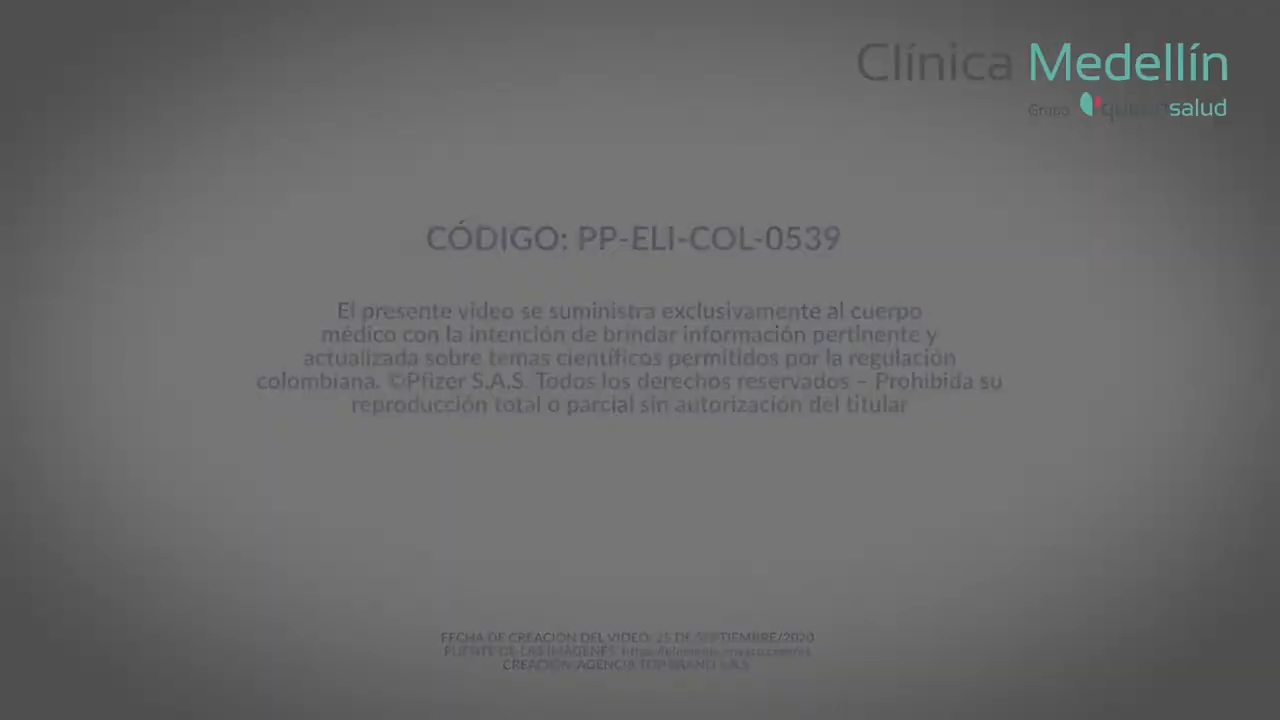 Clínica Medellín
Grupo quirónsalud
CÓDIGO: PP-ELI-COL-0539
El presente video se suministra exclusivamente al cuerpo
médico con la intención de brindar información pertinente y
actualizada sobre temas científicos permitidos por la regulación
colombiana. ©Pfizer S.A.S. Todos los derechos reservados – Prohibida su
reproducción total o parcial sin autorización del titular
FECHA DE CREACIÓN DEL VIDEO: 25 DE SEPTIEMBRE/2020
FUENTE DE LAS IMÁGENES:
CREACIÓN: AGENCIA TOP BRAND S.A.S